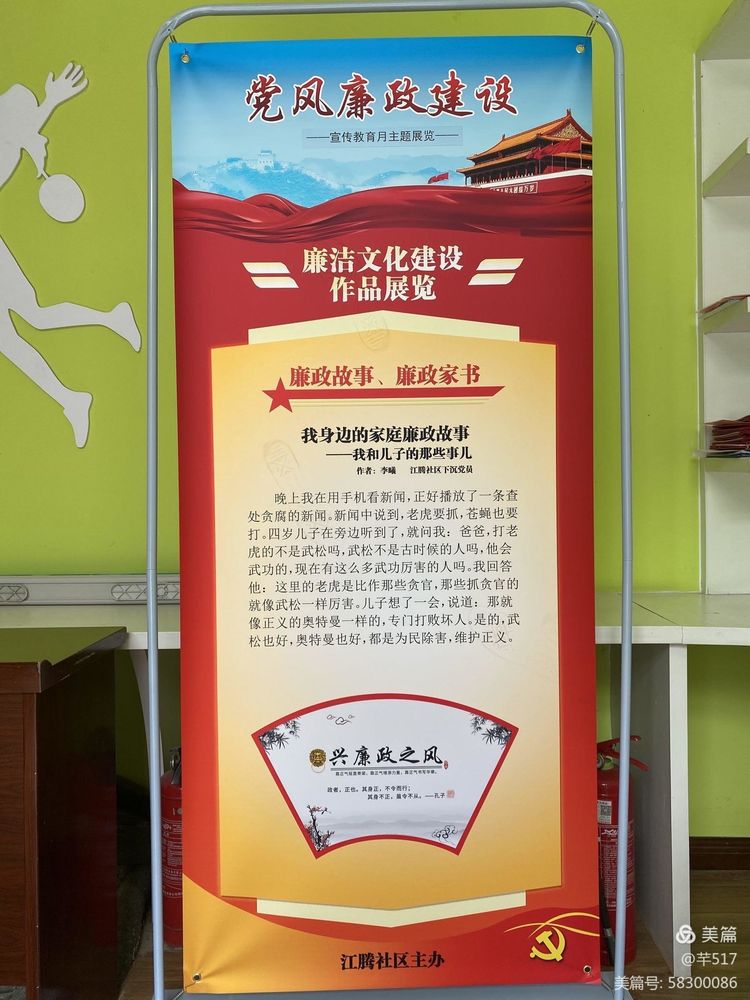 党风廉政建设
——宣传教育月主题展览——
廉洁文化建设
作品展览
廉政故事、廉政家书
我身边的家庭廉政故事
——我和儿子的那些事儿
作者：李曦 江腾社区下沉党员
晚上我在用手机看新闻，正好播放了一条查
处贪腐的新闻。新闻中说到，老虎要抓，苍蝇也要
打。四岁儿子在旁边听到了，就问我：爸爸，打老
虎的不是武松吗，武松不是古时候的人吗，他会
武功的，现在有这么多武功厉害的人吗。我回答
他：这里的老虎是比作那些贪官，那些抓贪官的
就像武松一样厉害。儿子想了一会，说道：那就
像正义的奥特曼一样的，专门打败坏人。是的，武
松也好，奥特曼也好，都是为民除害，维护正义。
兴廉政之风
政者，正也。其身正，不令而行；
其身不正，虽令不从。——孔子
江腾社区主办
美篇
@芊517
美篇号: 58300086